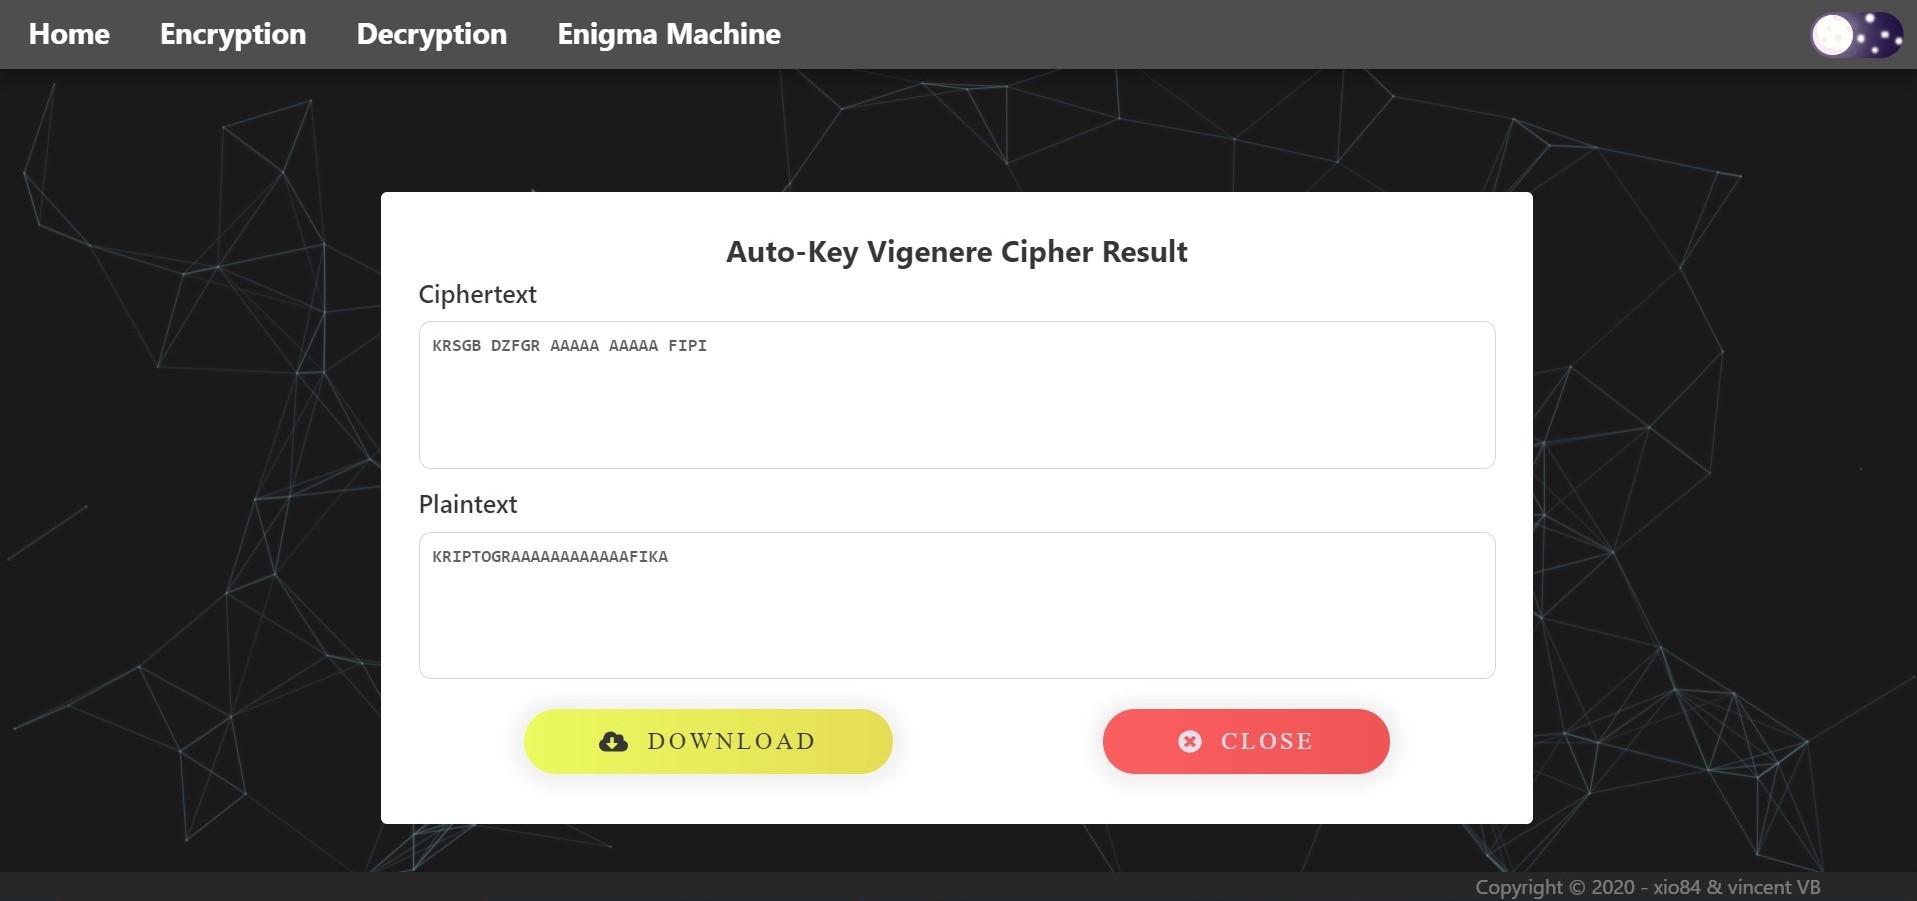 Home Encryption Decryption Enigma Machine
Auto-Key Vigenere Cipher Result
Ciphertext
KRSGB DZFGR AAAAA AAAAA FIPI
Plaintext
KRIPTOGRAAAAAAAAAAAAFIKA
DOWNLOAD CLOSE
Copyright © 2020 - xio84 & vincent VB